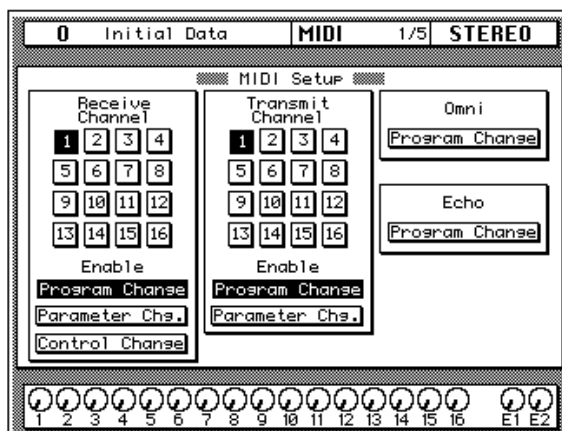 0 Initial Data MIDI 1/5 STEREO
MIDI Setup
Receive Channel
1 2 3 4
5 6 7 8
9 10 11 12
13 14 15 16
Enable
Program Change
Parameter Chg.
Control Change
Transmit Channel
1 2 3 4
5 6 7 8
9 10 11 12
13 14 15 16
Enable
Program Change
Parameter Chg.
Omni
Program Change
Echo
Program Change
1 2 3 4 5 6 7 8 9 10 11 12 13 14 15 16 E1 E2